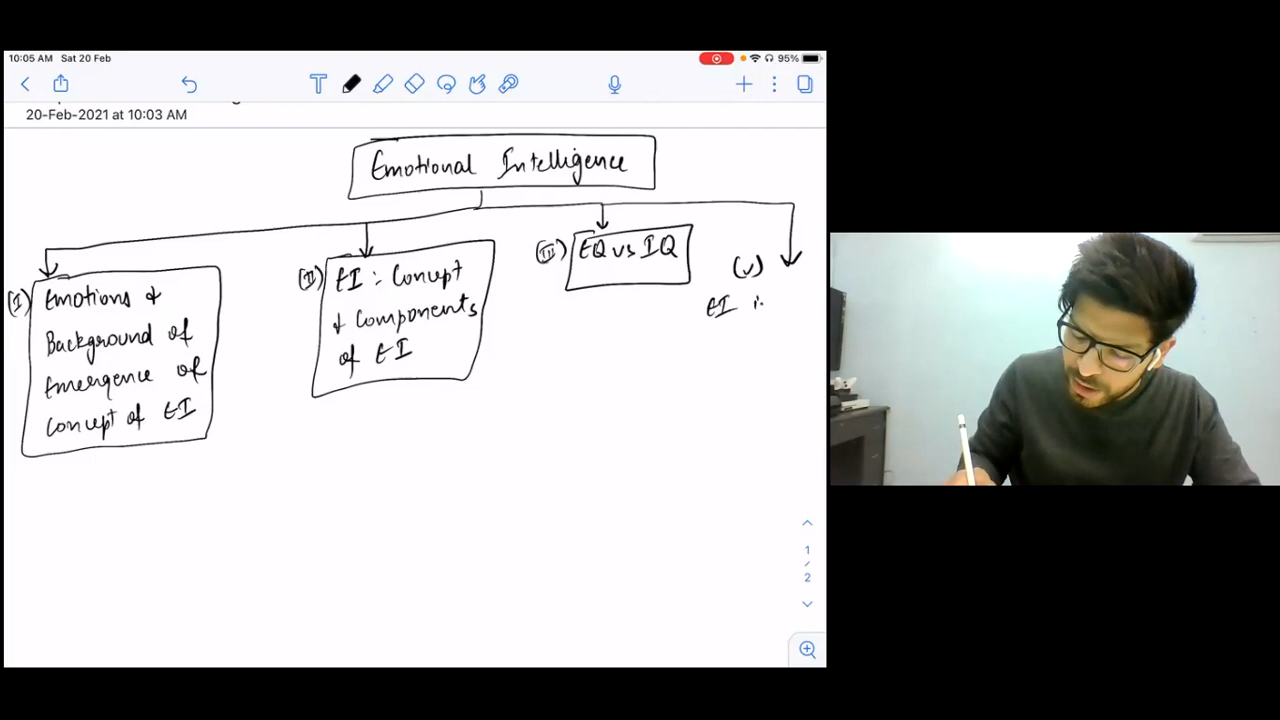 10:05 AM Sat 20 Feb
95%
20-Feb-2021 at 10:03 AM
Emotional Intelligence
(I) Emotions &
Background of
Emergence of
Concept of EI
(II) EI : Concept
& Components
of EI
(III) EQ vs IQ
(v)
EI :
1
/
2